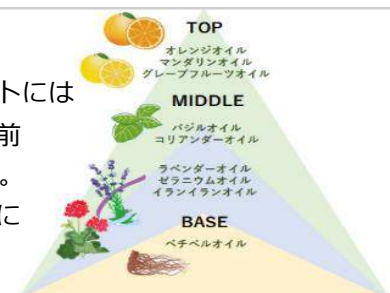 トには
前
。
に
TOP
オレンジオイル
マンダリンオイル
グレープフルーツオイル
MIDDLE
バジルオイル
コリアンダーオイル
ラベンダーオイル
ゼラニウムオイル
イランイランオイル
BASE
ベチベルオイル